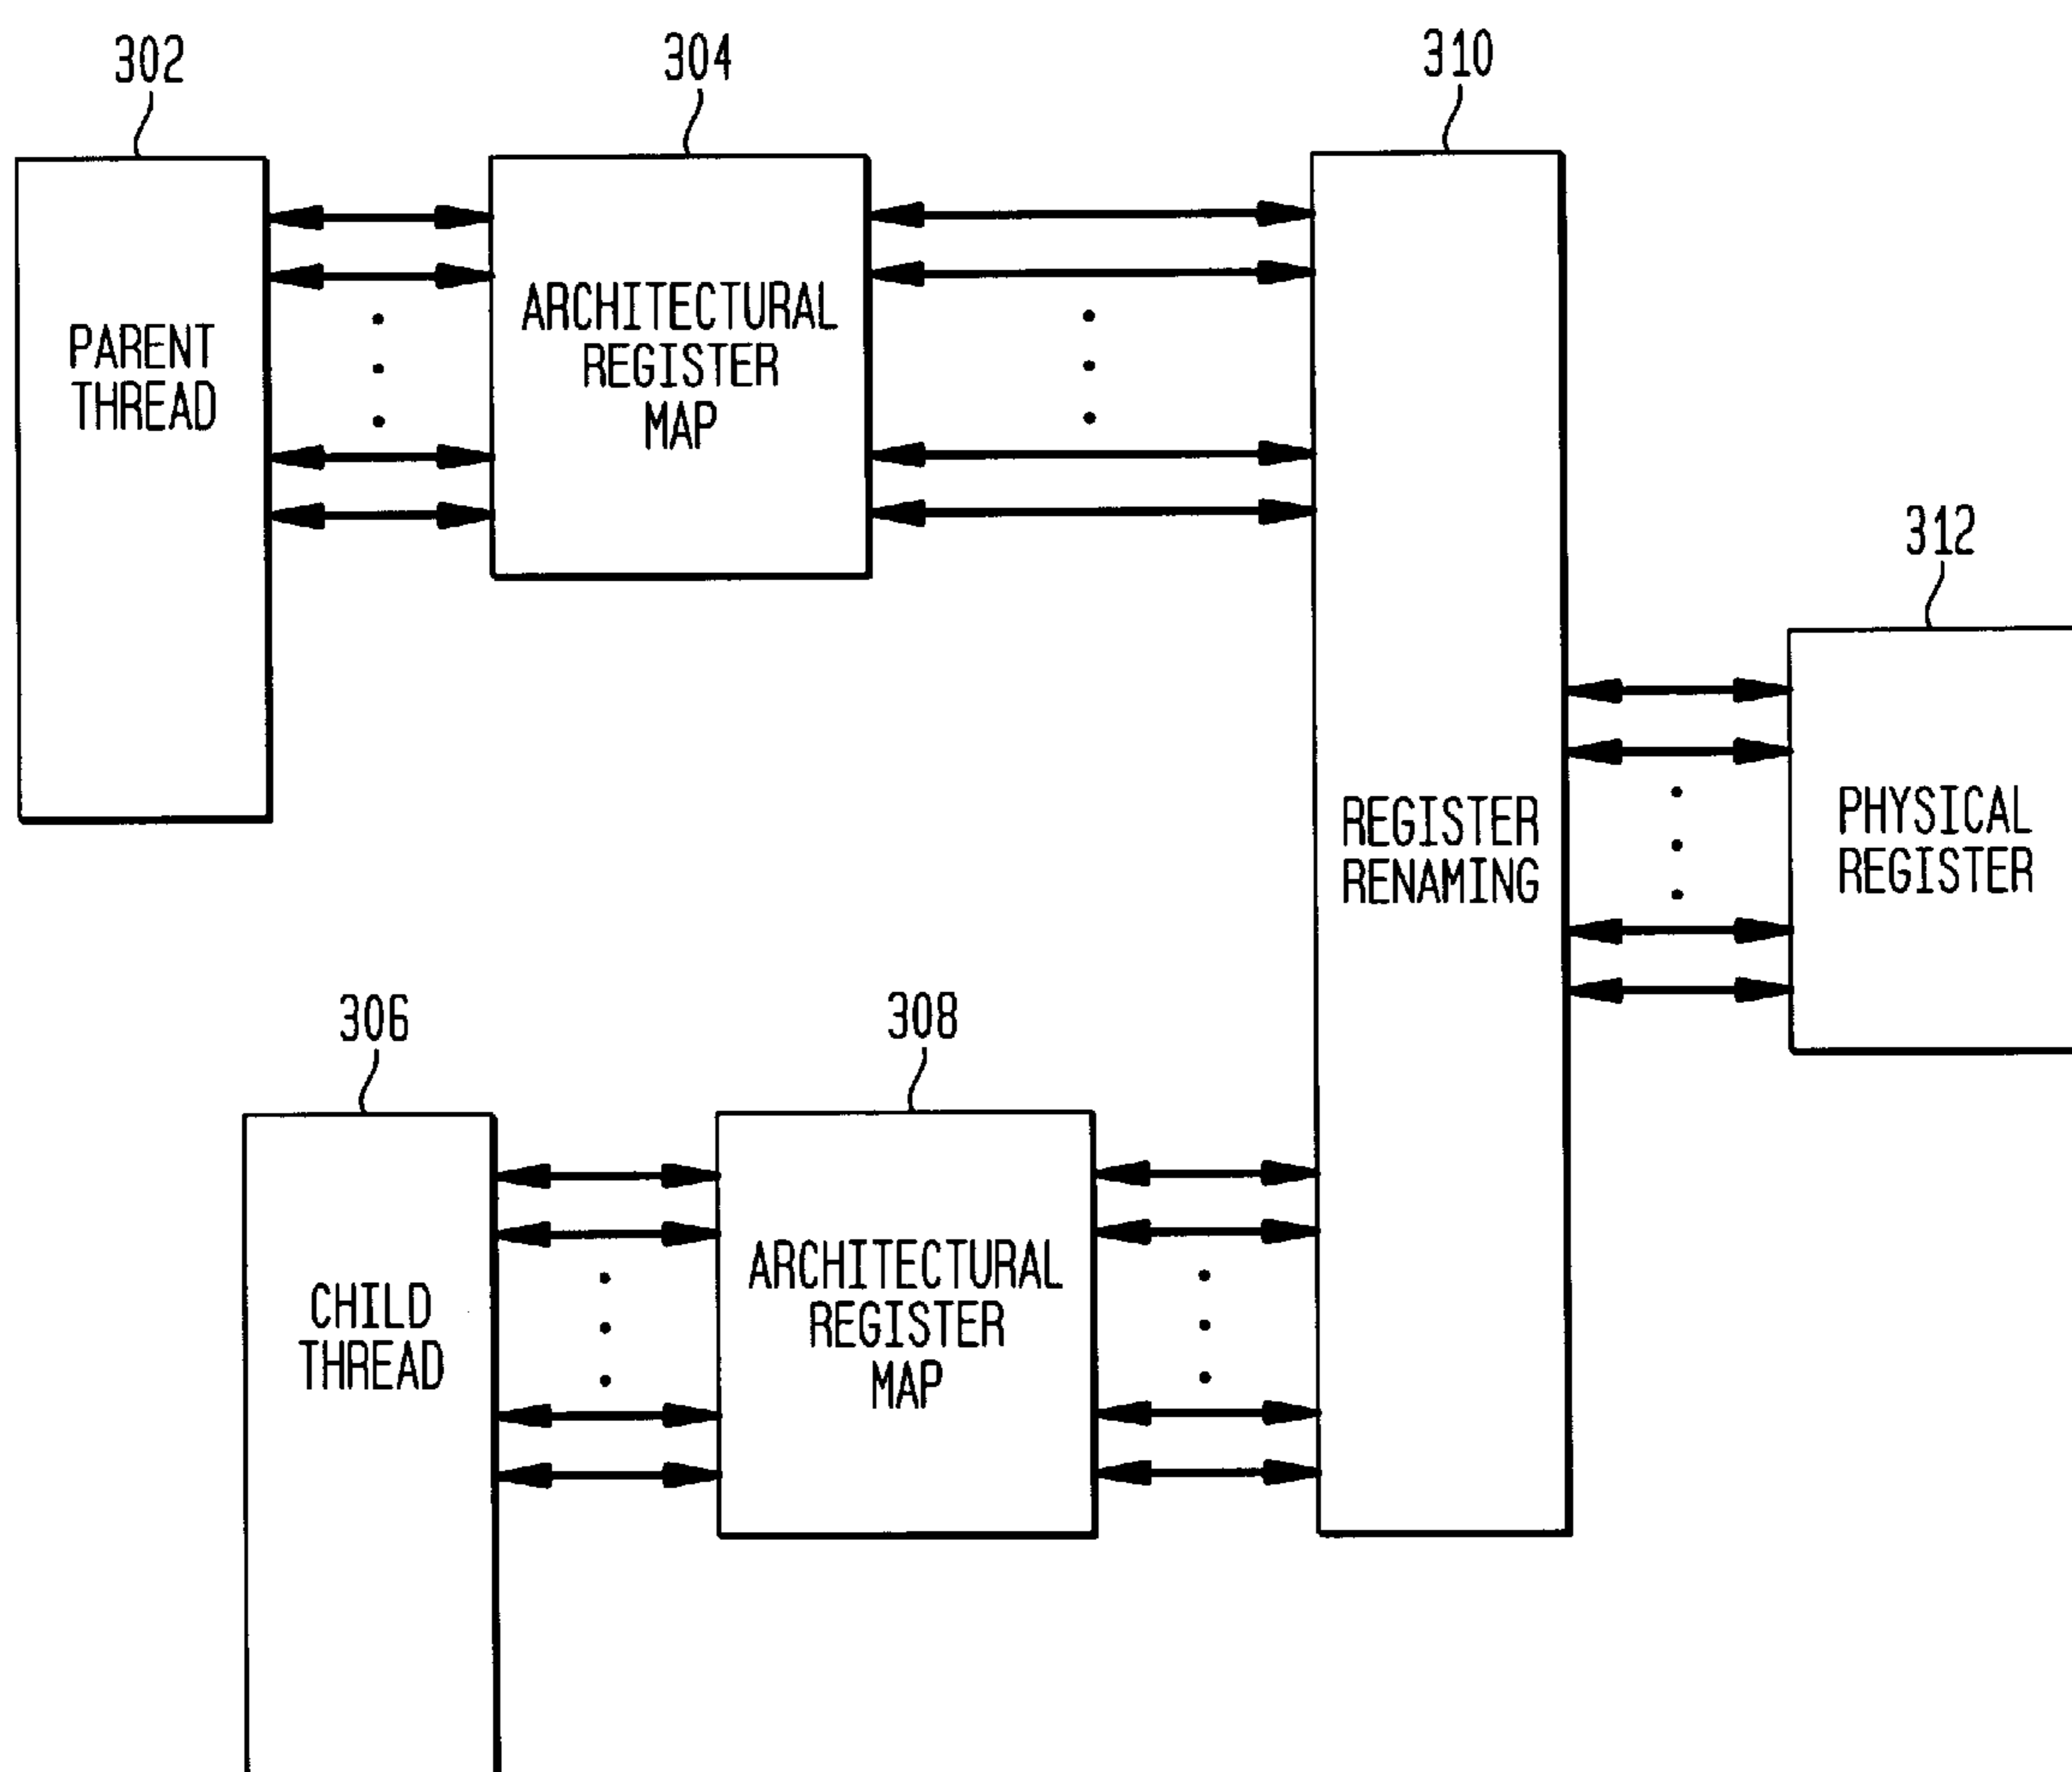 302
304
310
PARENT
THREAD
ARCHITECTURAL
REGISTER
MAP
312
REGISTER
RENAMING
PHYSICAL
REGISTER
306
308
CHILD
THREAD
ARCHITECTURAL
REGISTER
MAP